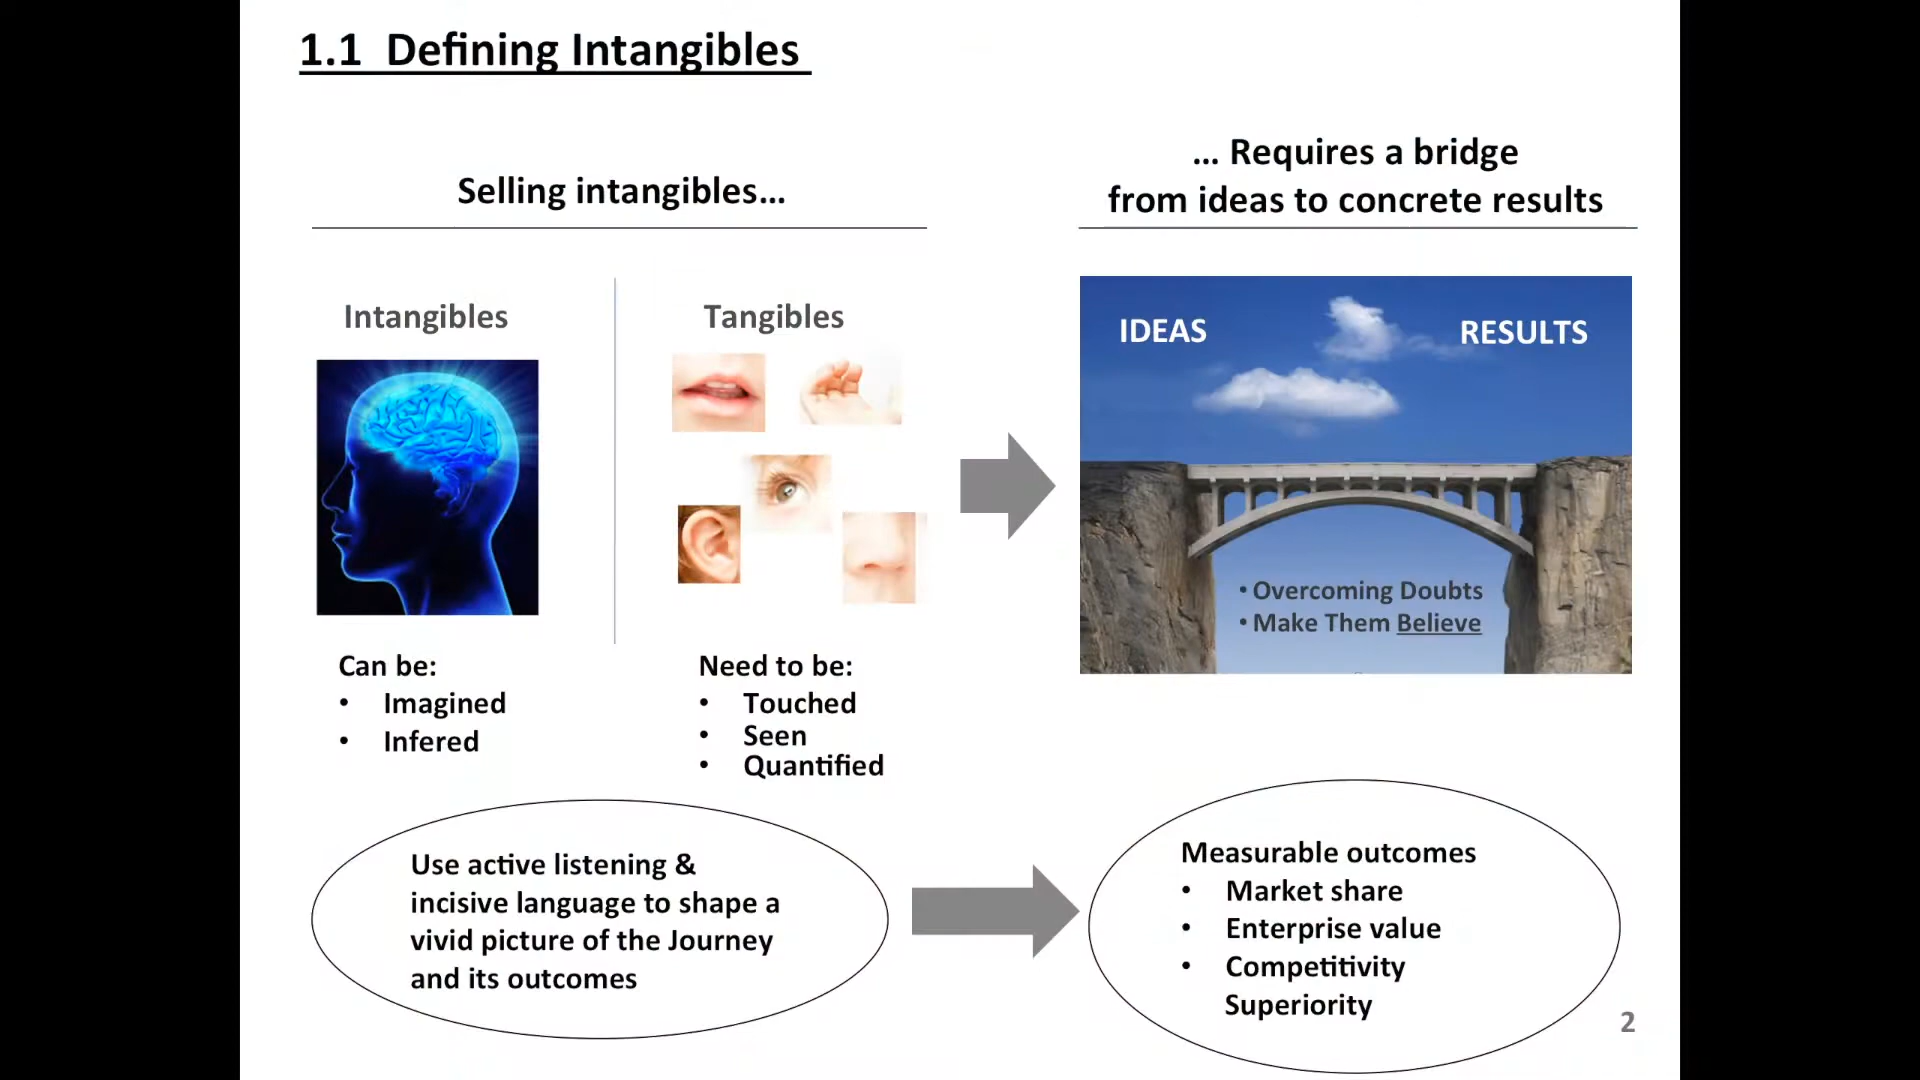 1.1 Defining Intangibles
Selling intangibles...
... Requires a bridge
from ideas to concrete results
Intangibles
Tangibles
IDEAS
RESULTS
• Overcoming Doubts
• Make Them Believe
Can be:
• Imagined
• Infered
Need to be:
• Touched
• Seen
• Quantified
Use active listening &
incisive language to shape a
vivid picture of the Journey
and its outcomes
Measurable outcomes
• Market share
• Enterprise value
• Competitivity
Superiority
2